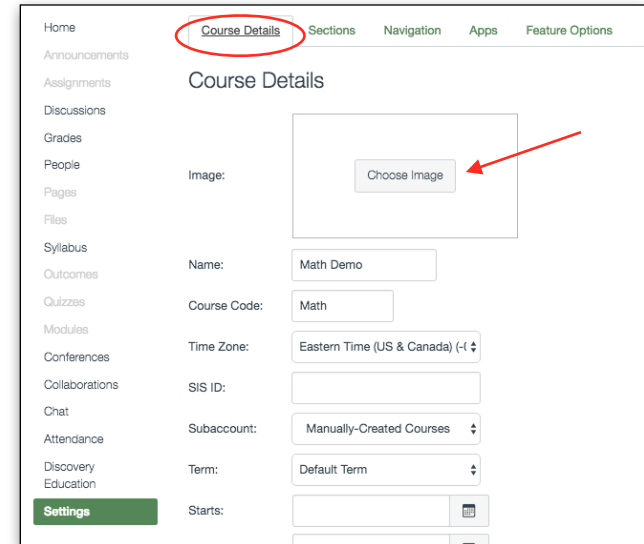 Home
Announcements
Assignments
Discussions
Grades
People
Pages
Files
Syllabus
Outcomes
Quizzes
Modules
Conferences
Collaborations
Chat
Attendance
Discovery
Education
Settings
Course Details Sections Navigation Apps Feature Options
Course Details
Image: Choose Image
Name: Math Demo
Course Code: Math
Time Zone: Eastern Time (US & Canada) (-(
SIS ID:
Subaccount: Manually-Created Courses
Term: Default Term
Starts: